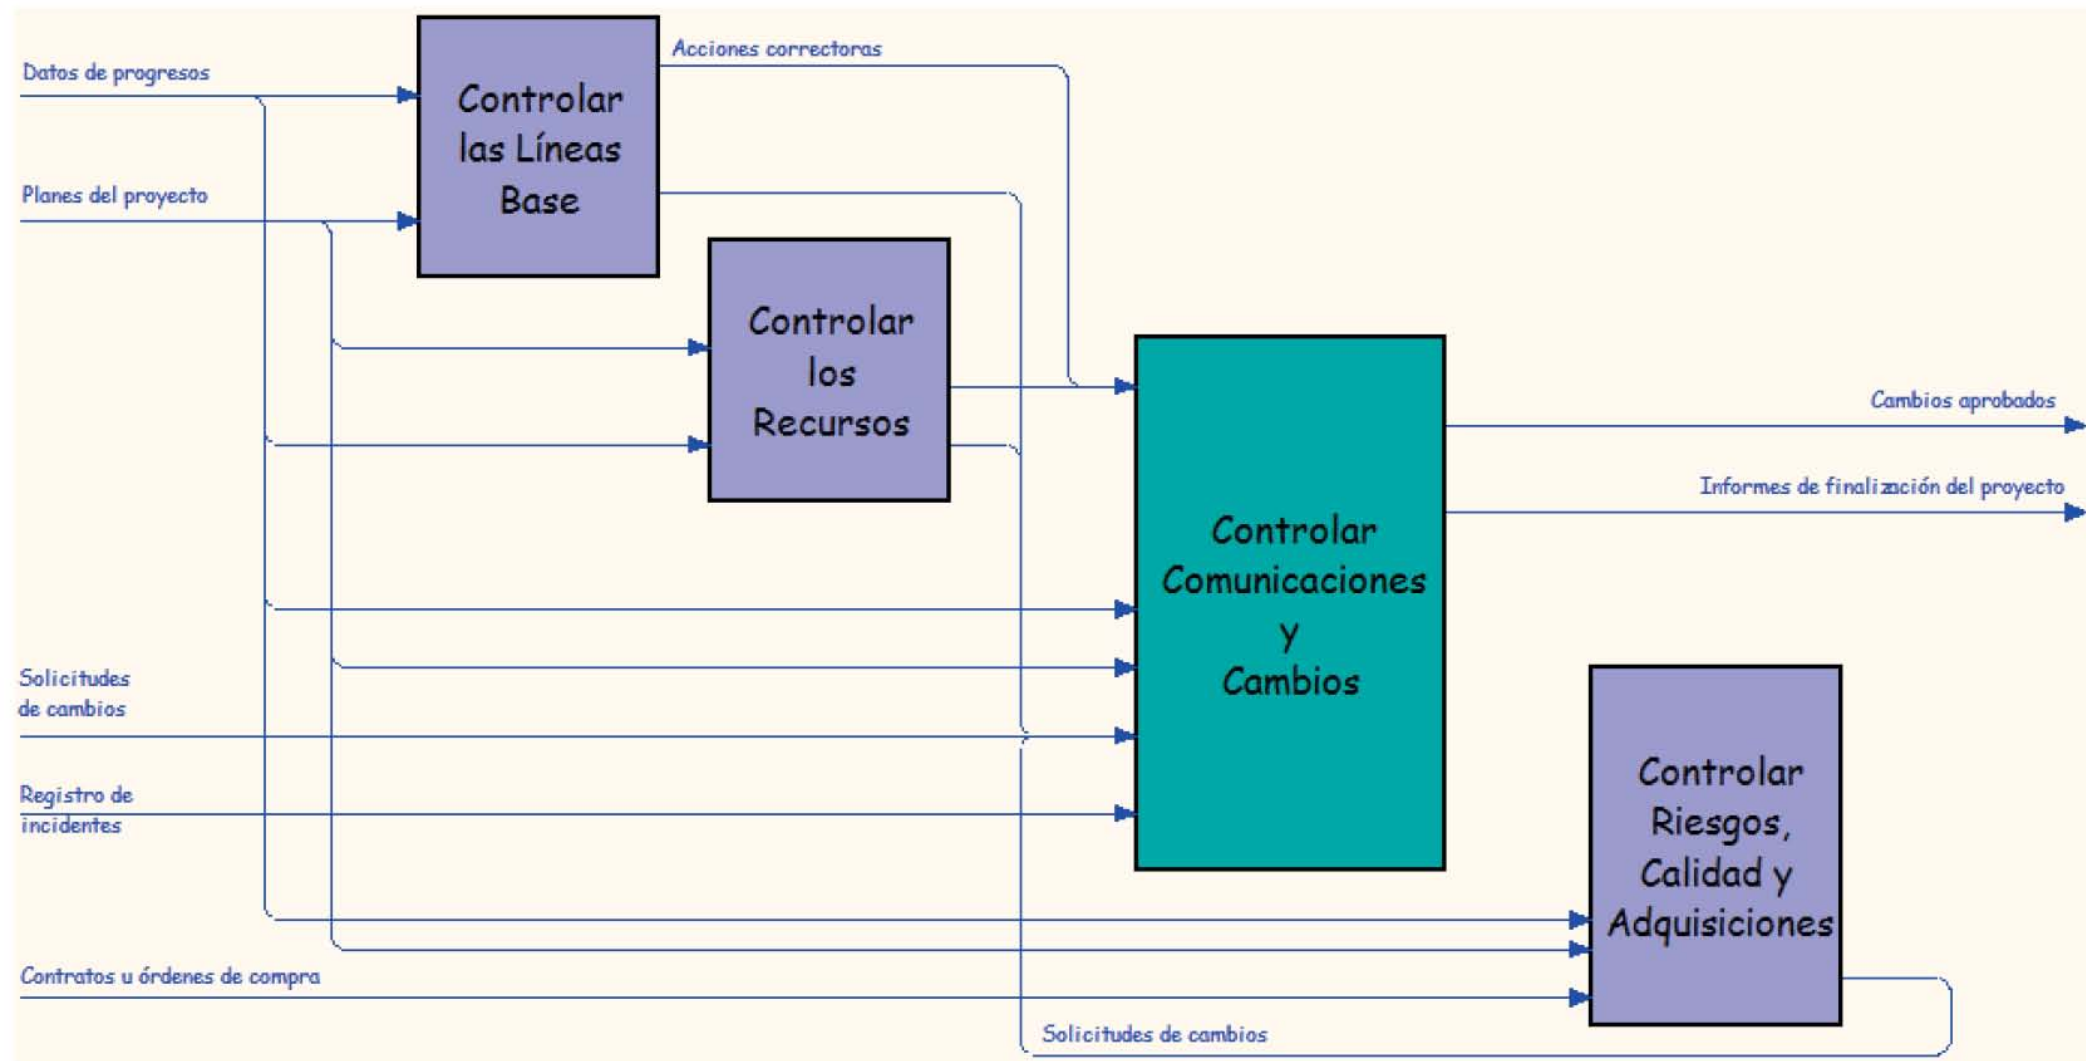 Acciones correctoras
Datos de progresos
Controlar
las Líneas
Base
Planes del proyecto
Controlar
los
Recursos
Cambios aprobados
Informes de finalización del proyecto
Controlar
Comunicaciones
y
Cambios
Solicitudes
de cambios
Registro de
incidentes
Controlar
Riesgos,
Calidad y
Adquisiciones
Contratos u órdenes de compra
Solicitudes de cambios